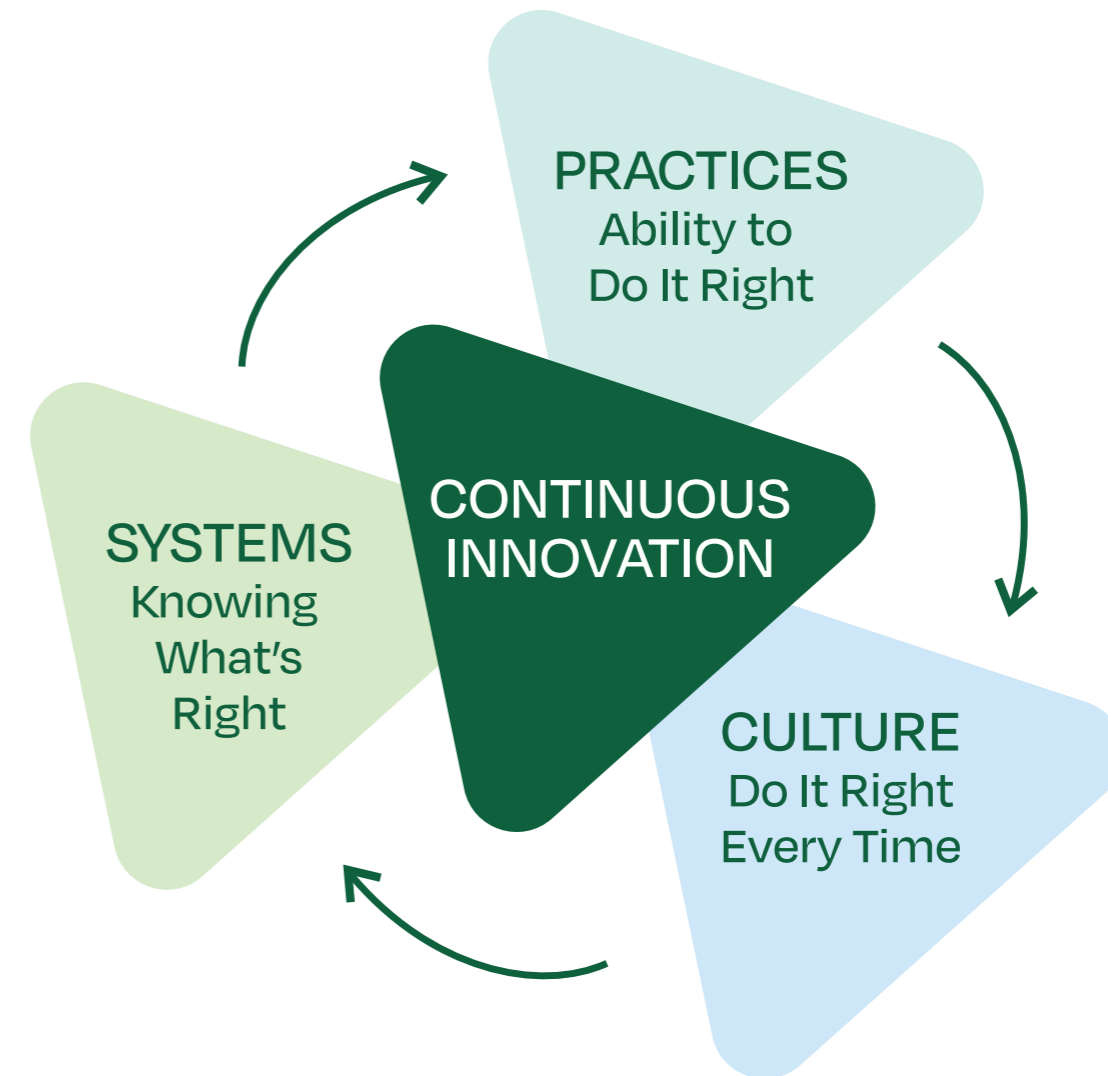 PRACTICES
Ability to
Do It Right
CONTINUOUS
INNOVATION
SYSTEMS
Knowing
What's
Right
CULTURE
Do It Right
Every Time